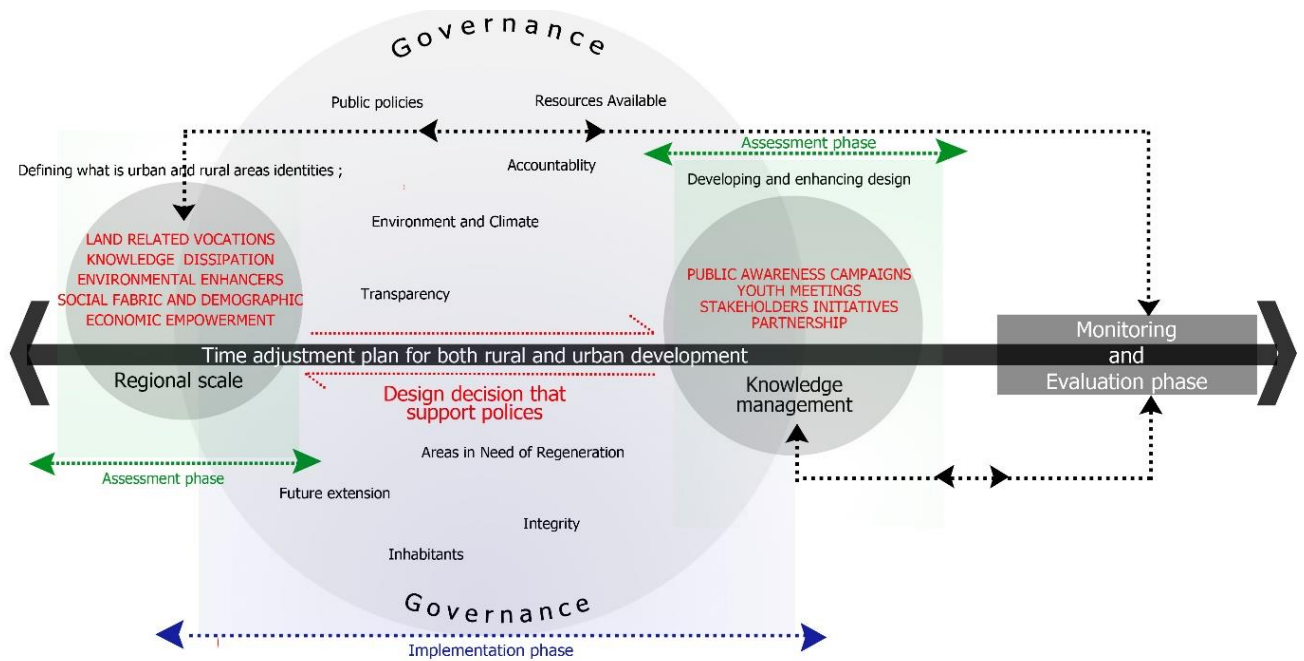 Governance
Public policies
Resources Available
Assessment phase
Accountablity
Defining what is urban and rural areas identities ;
Developing and enhancing design
Environment and Climate
LAND RELATED VOCATIONS
KNOWLEDGE DISSIPATION
ENVIRONMENTAL ENHANCERS
SOCIAL FABRIC AND DEMOGRAPHIC
ECONOMIC EMPOWERMENT
PUBLIC AWARENESS CAMPAIGNS
YOUTH MEETINGS
STAKEHOLDERS INITIATIVES
PARTNERSHIP
Transparency
Monitoring
and
Evaluation phase
Time adjustment plan for both rural and urban development
Regional scale
Design decision that
support polices
Knowledge
management
Areas in Need of Regeneration
Assessment phase
Future extension
Integrity
Inhabitants
Governance
Implementation phase